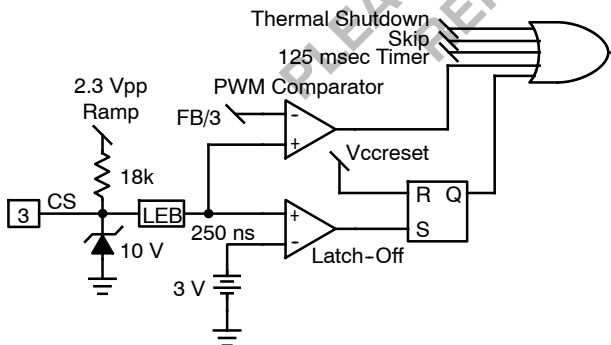 Thermal Shutdown
Skip
125 msec Timer
2.3 Vpp
Ramp
PWM Comparator
FB/3
-
+
Vccreset
18k
3
CS
LEB
R Q
S
250 ns
+
-
10 V
Latch-Off
3 V